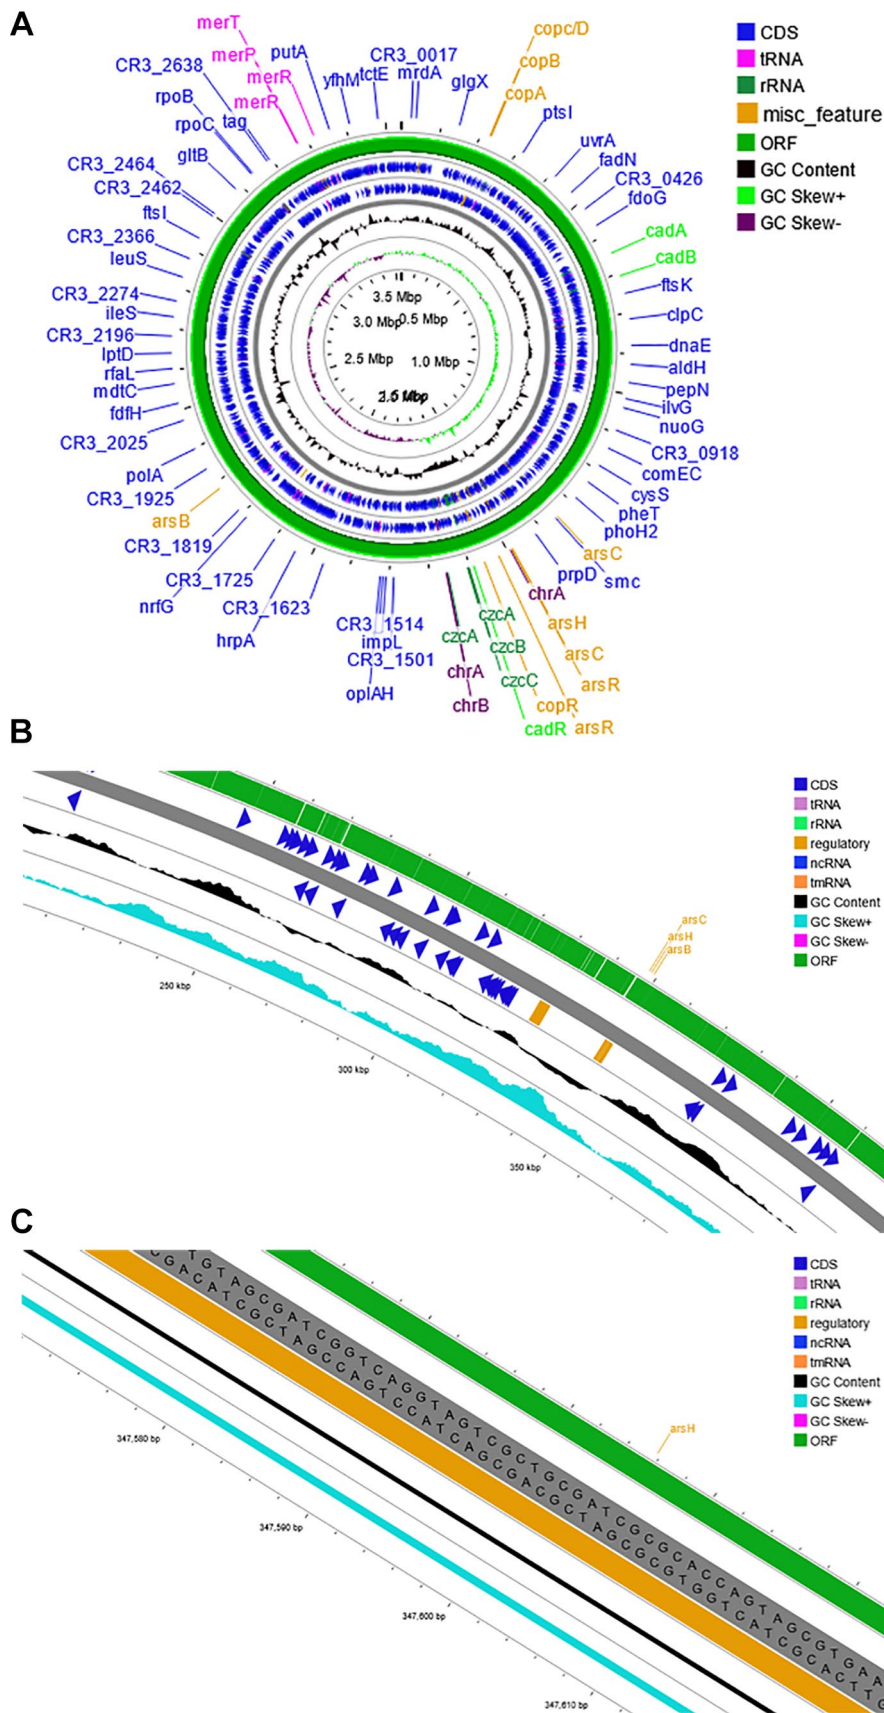 A
merT
merP
merR
merR
putA
yfhM
tctE
CR3_0017
mrdA
glgX
copc/D
copB
copA
ptsI
uvrA
fadN
CR3_0426
fdoG
cadA
cadB
ftsK
clpC
dnaE
aldH
pepN
ilvG
nuoG
CR3_0918
comEC
cysS
pheT
phoH2
arsC
smc
prpD
chrA
arsH
arsC
arsR
arsR
copR
cadR
czcA
czcB
czcC
czcA
chrA
chrB
CR3_1514
impL
CR3_1501
oplAH
CR3_1623
hrpA
CR3_1725
nrfG
CR3_1819
arsB
CR3_1925
polA
CR3_2025
fdfH
mdtC
rfaL
lptD
CR3_2196
ileS
CR3_2274
leuS
CR3_2366
ftsI
CR3_2462
CR3_2464
gltB
tag
rpoC
rpoB
CR3_2638
3.5 Mbp
3.0 Mbp
0.5 Mbp
2.5 Mbp
1.0 Mbp
CDS
tRNA
rRNA
misc_feature
ORF
GC Content
GC Skew+
GC Skew-
B
250 kbp
300 kbp
350 kbp
arsC
arsH
arsB
CDS
tRNA
rRNA
regulatory
ncRNA
tmRNA
GC Content
GC Skew+
GC Skew-
ORF
C
TGTAGCGATCGGTCAGGTAGTCGCTGCGATCGCGCACCAGTAGCGTGAA
CGACATCGCTAGCCAGTCCATCAGCGACGCTAGCGCGTGGTCATCGCACTTG
347,580 bp
347,590 bp
347,600 bp
347,610 bp
arsH
CDS
tRNA
rRNA
regulatory
ncRNA
tmRNA
GC Content
GC Skew+
GC Skew-
ORF